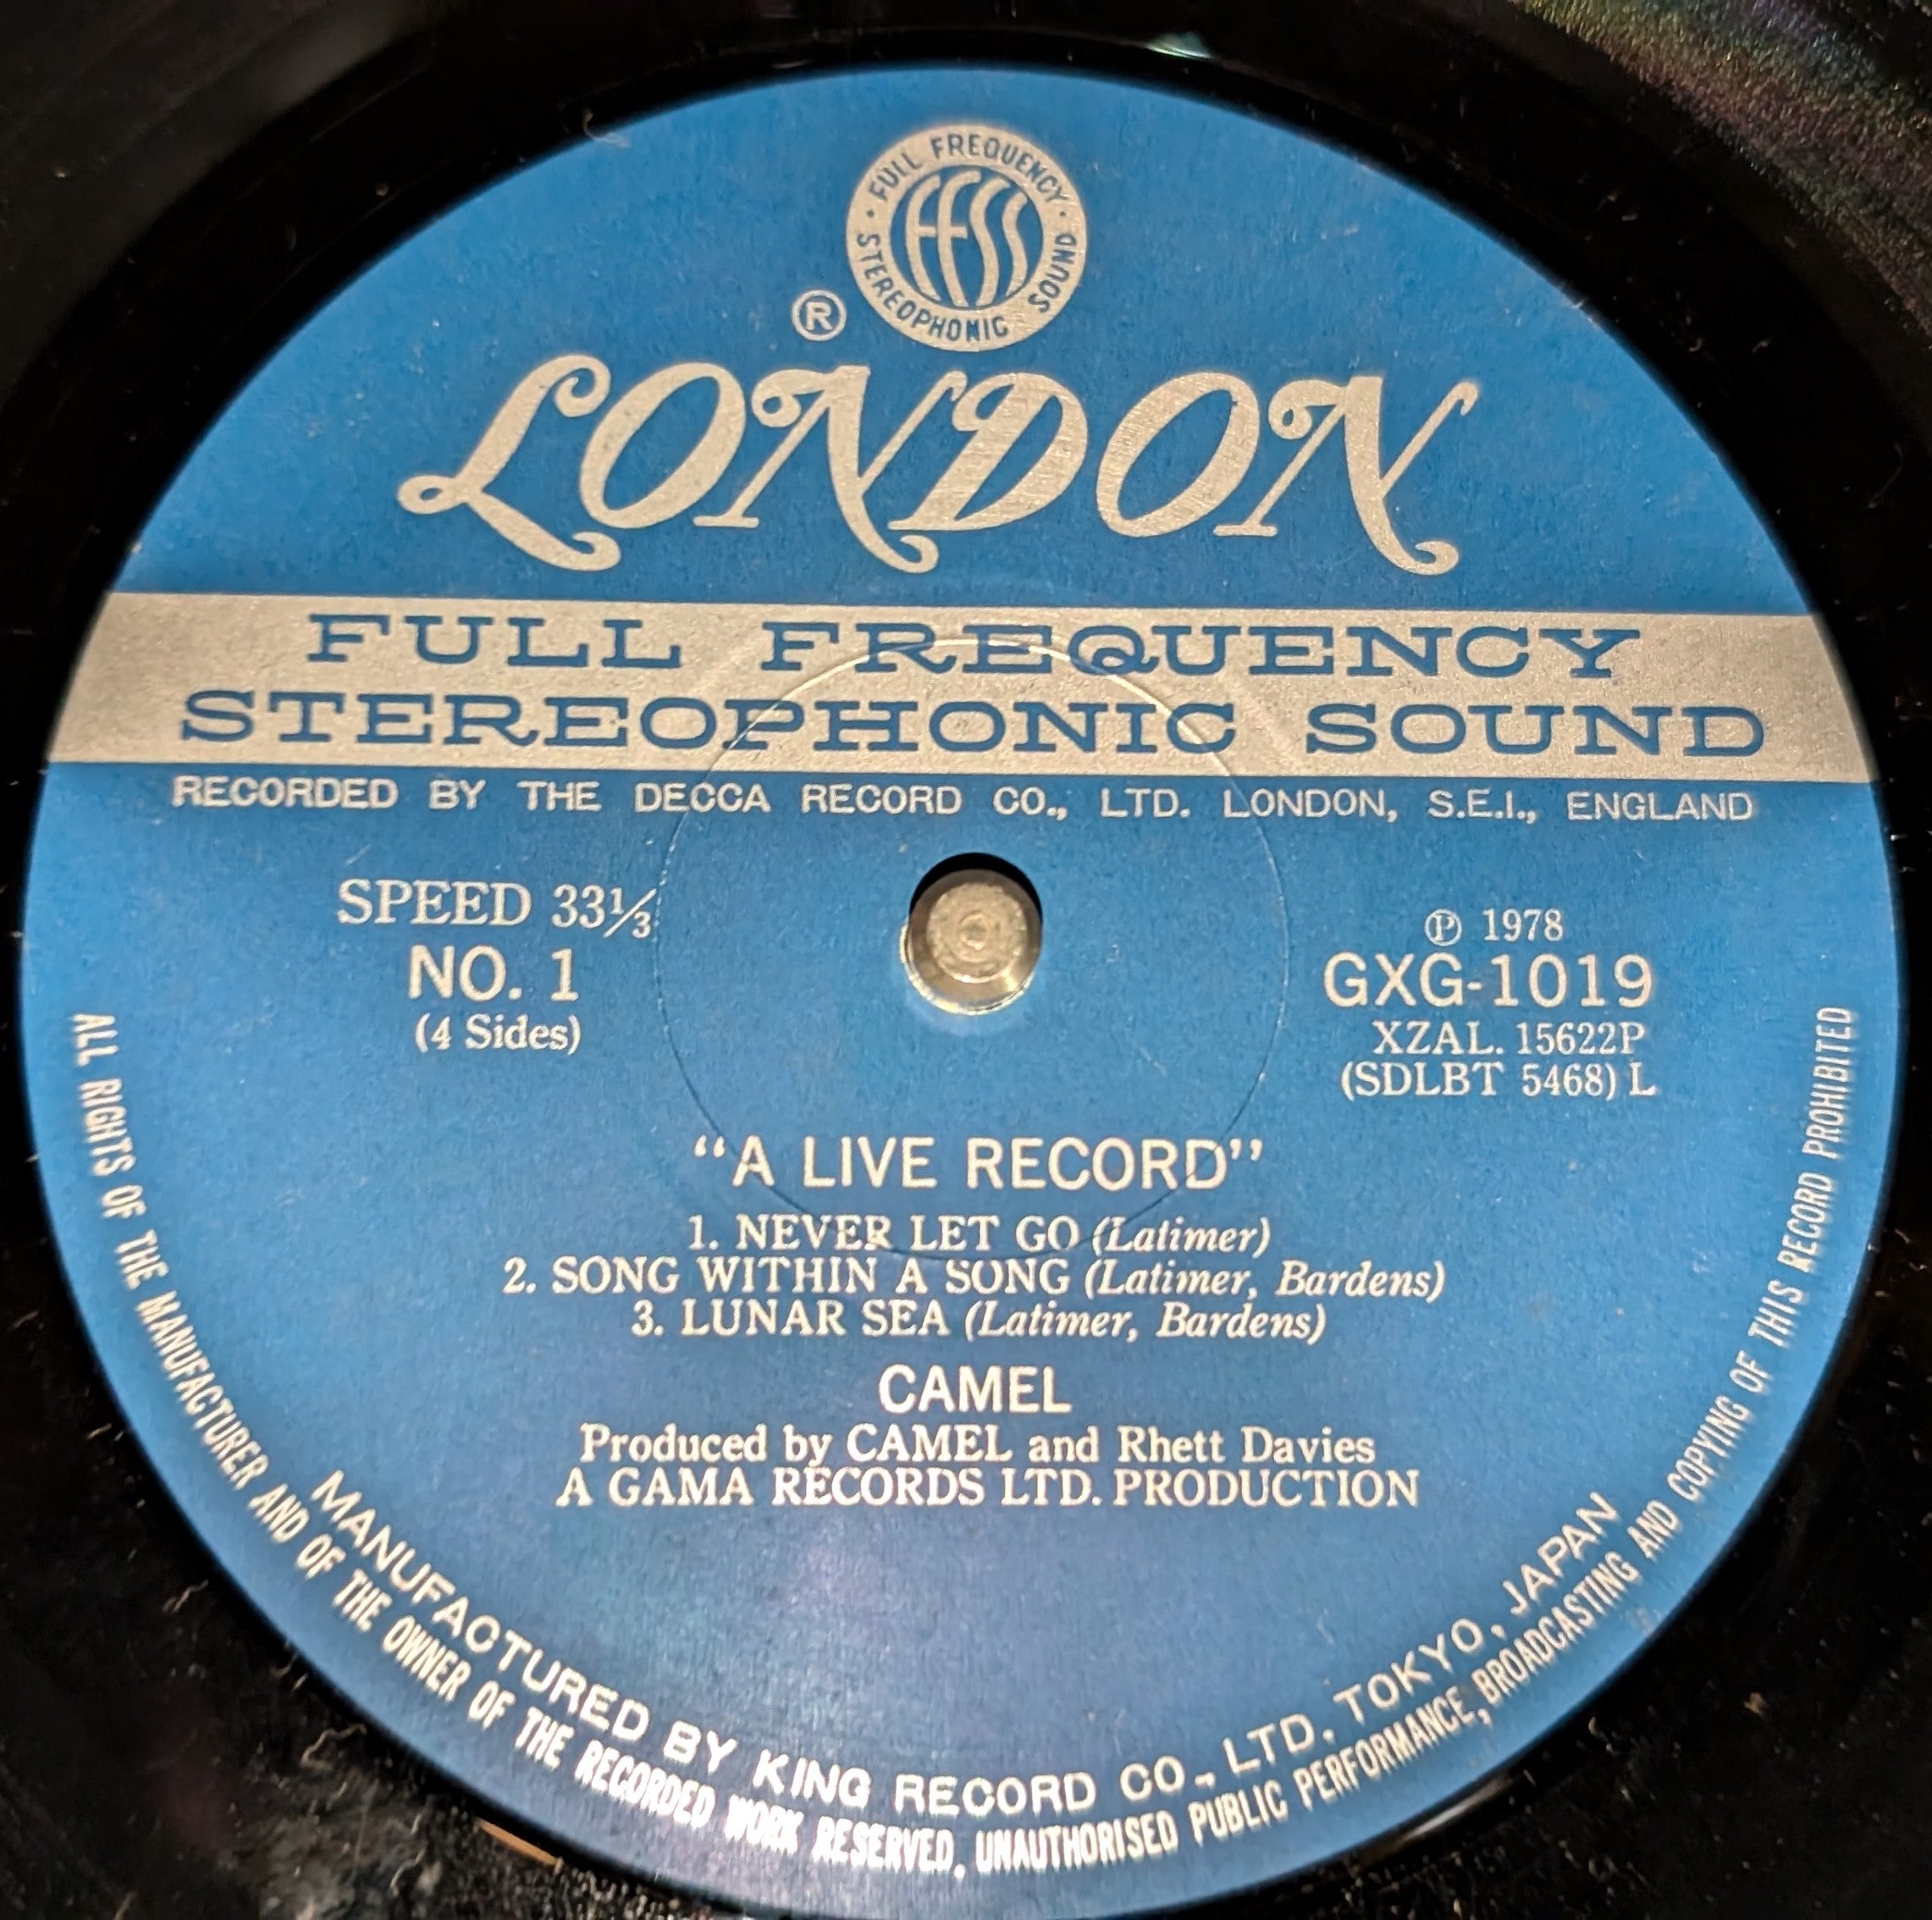 FULL FREQUENCY
ffss
STEREOPHONIC SOUND
®
LONDON
FULL FREQUENCY
STEREOPHONIC SOUND
RECORDED BY THE DECCA RECORD CO., LTD. LONDON, S.E.I., ENGLAND
SPEED 33⅓
NO. 1
(4 Sides)
℗ 1978
GXG-1019
XZAL. 15622P
(SDLBT 5468) L
“A LIVE RECORD”
1. NEVER LET GO (Latimer)
2. SONG WITHIN A SONG (Latimer, Bardens)
3. LUNAR SEA (Latimer, Bardens)
CAMEL
Produced by CAMEL and Rhett Davies
A GAMA RECORDS LTD. PRODUCTION
MANUFACTURED BY KING RECORD CO., LTD. TOKYO, JAPAN
ALL RIGHTS OF THE MANUFACTURER AND OF THE OWNER OF THE RECORDED WORK RESERVED, UNAUTHORISED PUBLIC PERFORMANCE, BROADCASTING AND COPYING OF THIS RECORD PROHIBITED